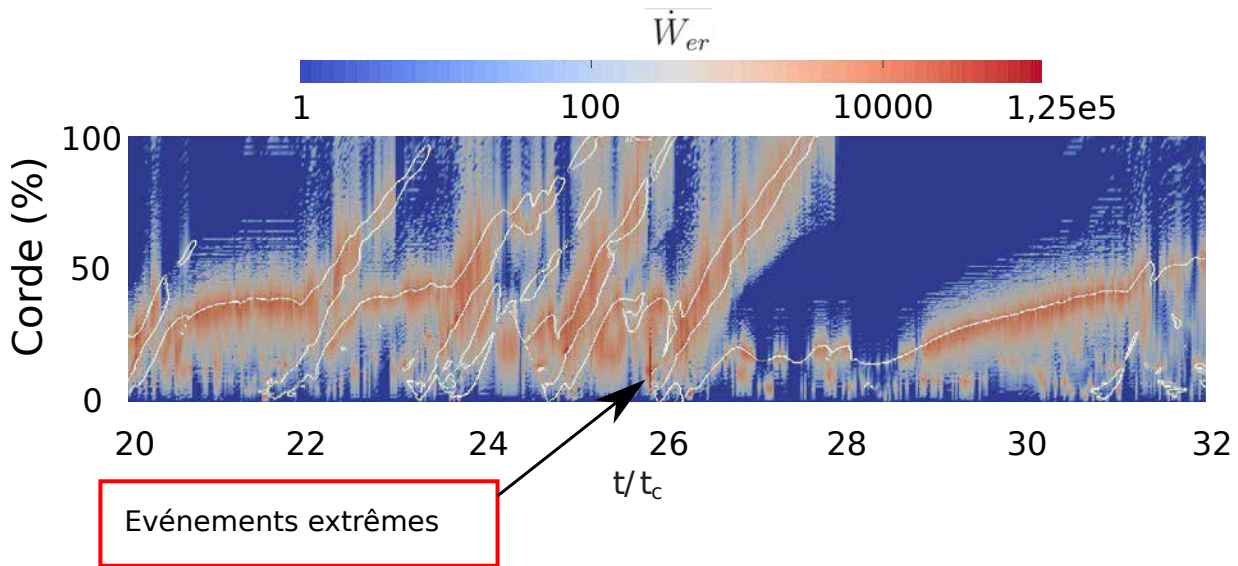 Ẇer
1 100 10000 1,25e5
Corde (%)
100
50
0
20 22 24 26 28 30 32
t/tc
Evénements extrêmes